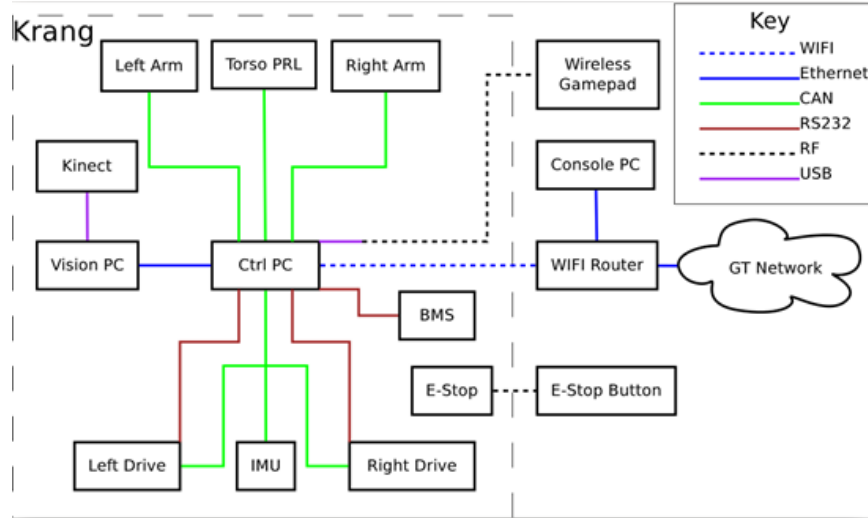 Krang
Key
WIFI
Ethernet
CAN
RS232
RF
USB
Left Arm
Torso PRL
Right Arm
Wireless
Gamepad
Kinect
Console PC
Vision PC
Ctrl PC
WIFI Router
GT Network
BMS
E-Stop
E-Stop Button
Left Drive
IMU
Right Drive